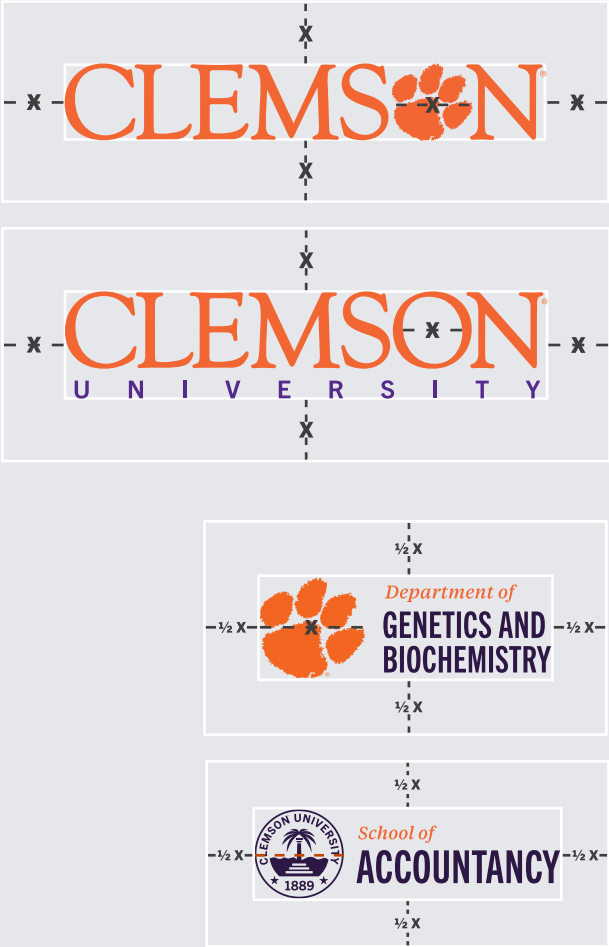 X
X CLEMSON® X
X
X
X
X CLEMSON® X
X
UNIVERSITY
X
½ X
Department of
½ X X GENETICS AND ½ X
BIOCHEMISTRY
®
½ X
½ X
CLEMSON UNIVERSITY
School of
½ X ACCOUNTANCY ½ X
★ 1889 ★
½ X